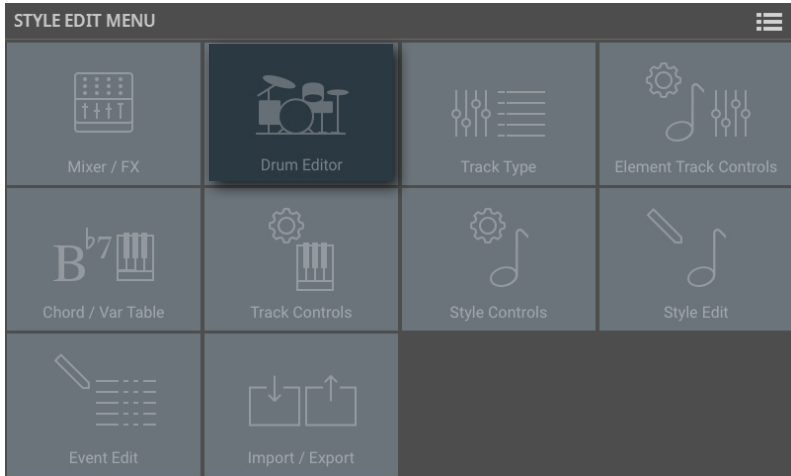 STYLE EDIT MENU
Mixer / FX
Drum Editor
Track Type
Element Track Controls
B♭7
Chord / Var Table
Track Controls
Style Controls
Style Edit
Event Edit
Import / Export